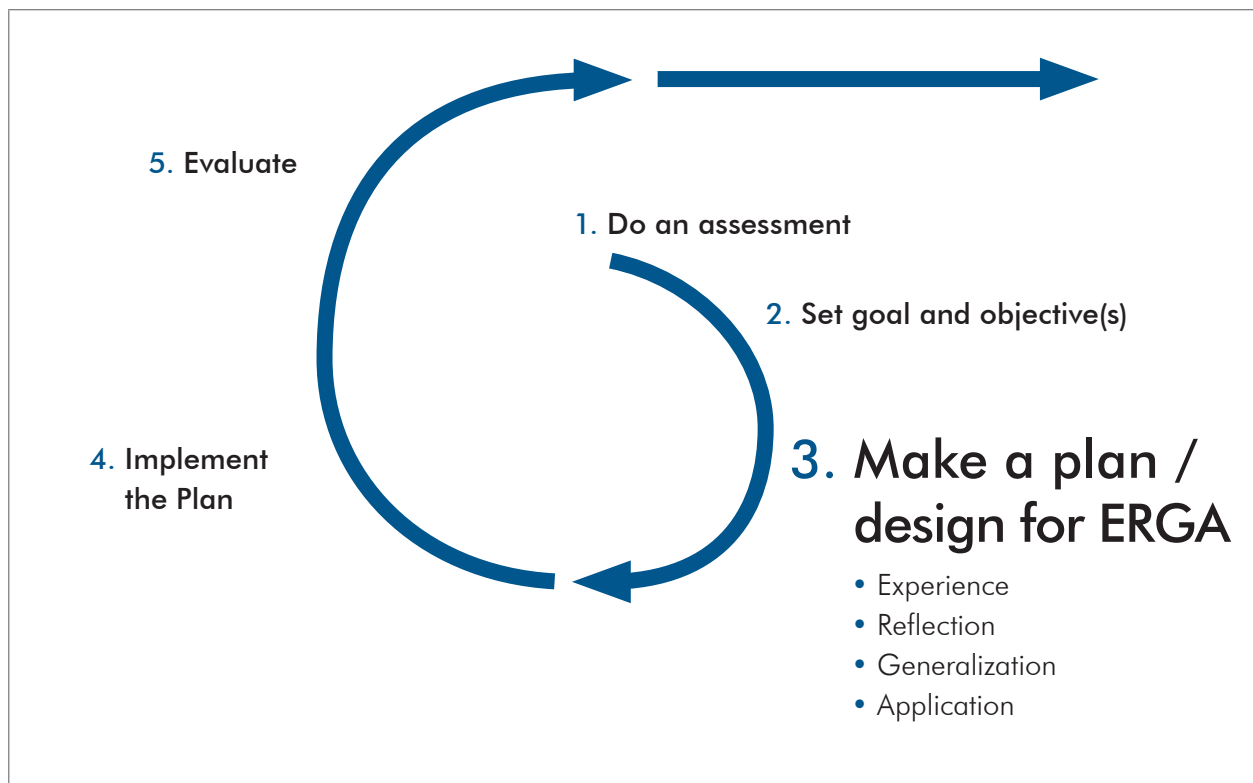 1. Do an assessment
2. Set goal and objective(s)
3. Make a plan /
design for ERGA
• Experience
• Reflection
• Generalization
• Application
4. Implement
the Plan
5. Evaluate